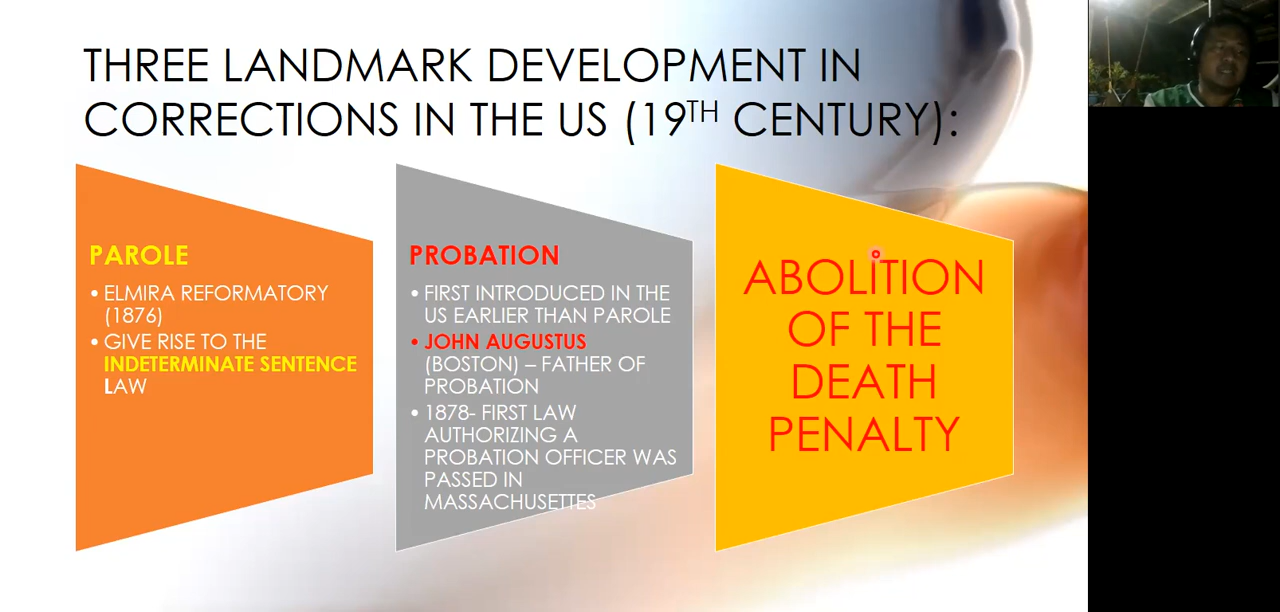 THREE LANDMARK DEVELOPMENT IN
CORRECTIONS IN THE US (19TH CENTURY):
PAROLE
• ELMIRA REFORMATORY
(1876)
• GIVE RISE TO THE
INDETERMINATE SENTENCE
LAW
PROBATION
• FIRST INTRODUCED IN THE
US EARLIER THAN PAROLE
• JOHN AUGUSTUS
(BOSTON) – FATHER OF
PROBATION
• 1878- FIRST LAW
AUTHORIZING A
PROBATION OFFICER WAS
PASSED IN
MASSACHUSETTES
ABOLITION
OF THE
DEATH
PENALTY